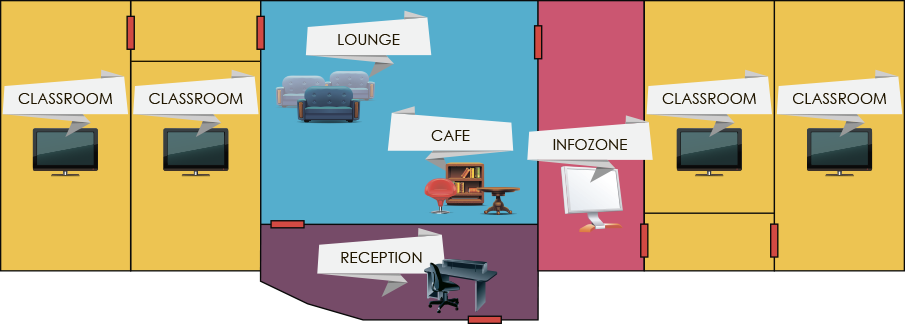 LOUNGE
CLASSROOM
CLASSROOM
CLASSROOM
CLASSROOM
CAFE
INFOZONE
RECEPTION